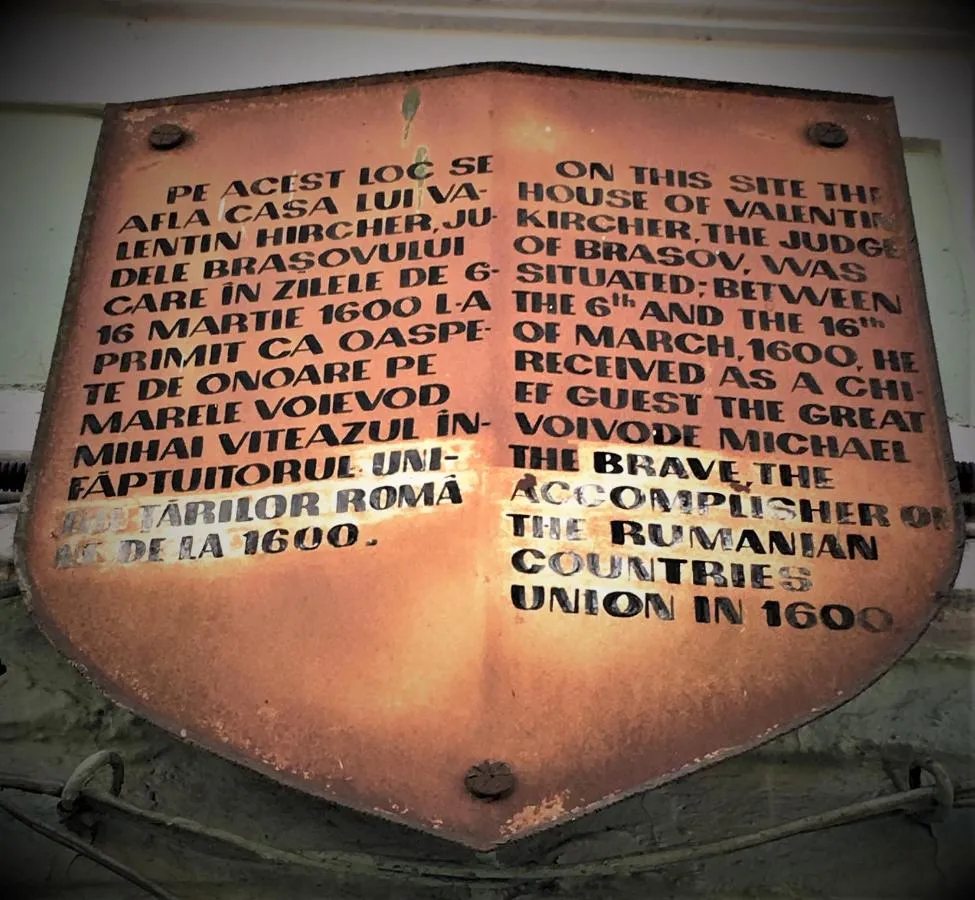 PE ACEST LOC SE
AFLA CASA LUI VA-
LENTIN HIRCHER, JU-
DELE BRAȘOVULUI
CARE ÎN ZILELE DE 6-
16 MARTIE 1600 L-A
PRIMIT CA OASPE-
TE DE ONOARE PE
MARELE VOIEVOD
MIHAI VITEAZUL ÎN-
FĂPTUITORUL UNI-
ȚĂRILOR ROMÂ
DE LA 1600.
ON THIS SITE THE
HOUSE OF VALENTIN
KIRCHER, THE JUDGE
OF BRASOV, WAS
SITUATED; BETWEEN
THE 6th AND THE 16th
OF MARCH, 1600, HE
RECEIVED AS A CHI-
EF GUEST THE GREAT
VOIVODE MICHAEL
THE BRAVE, THE
ACCOMPLISHER OF
THE RUMANIAN
COUNTRIES
UNION IN 1600